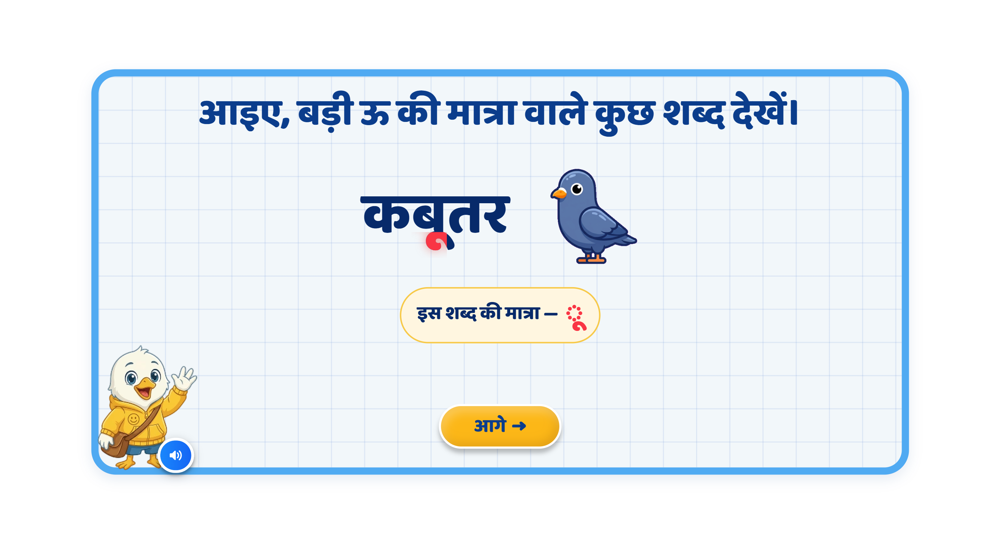 आइए, बड़ी ऊ की मात्रा वाले कुछ शब्द देखें।
कबूतर
इस शब्द की मात्रा – ू
आगे →